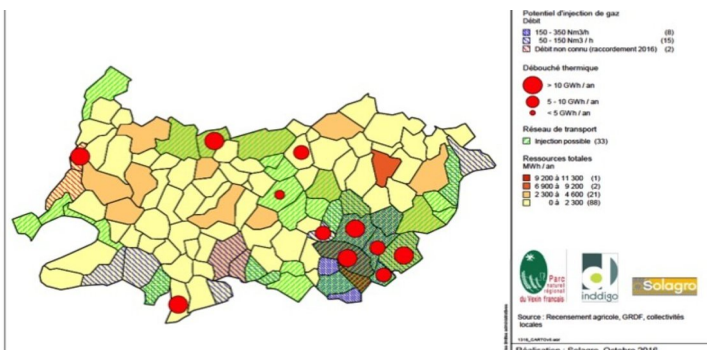 Potentiel d'injection de gaz
Débit
150 - 350 Nm3/h (8)
50 - 150 Nm3 / h (15)
Débit non connu (raccordement 2016) (2)
Débouché thermique
> 10 GWh / an
5 - 10 GWh / an
< 5 GWh / an
Réseau de transport
Injection possible (33)
Ressources totales
MWh / an
9 200 à 11 300 (1)
6 900 à 9 200 (2)
2 300 à 4 600 (21)
0 à 2 300 (88)
Parc
naturel
régional
du Vexin français
inddigo
Solagro
Source : Recensement agricole, GRDF, collectivités
locales
Réalisation : Solagro, Octobre 2016